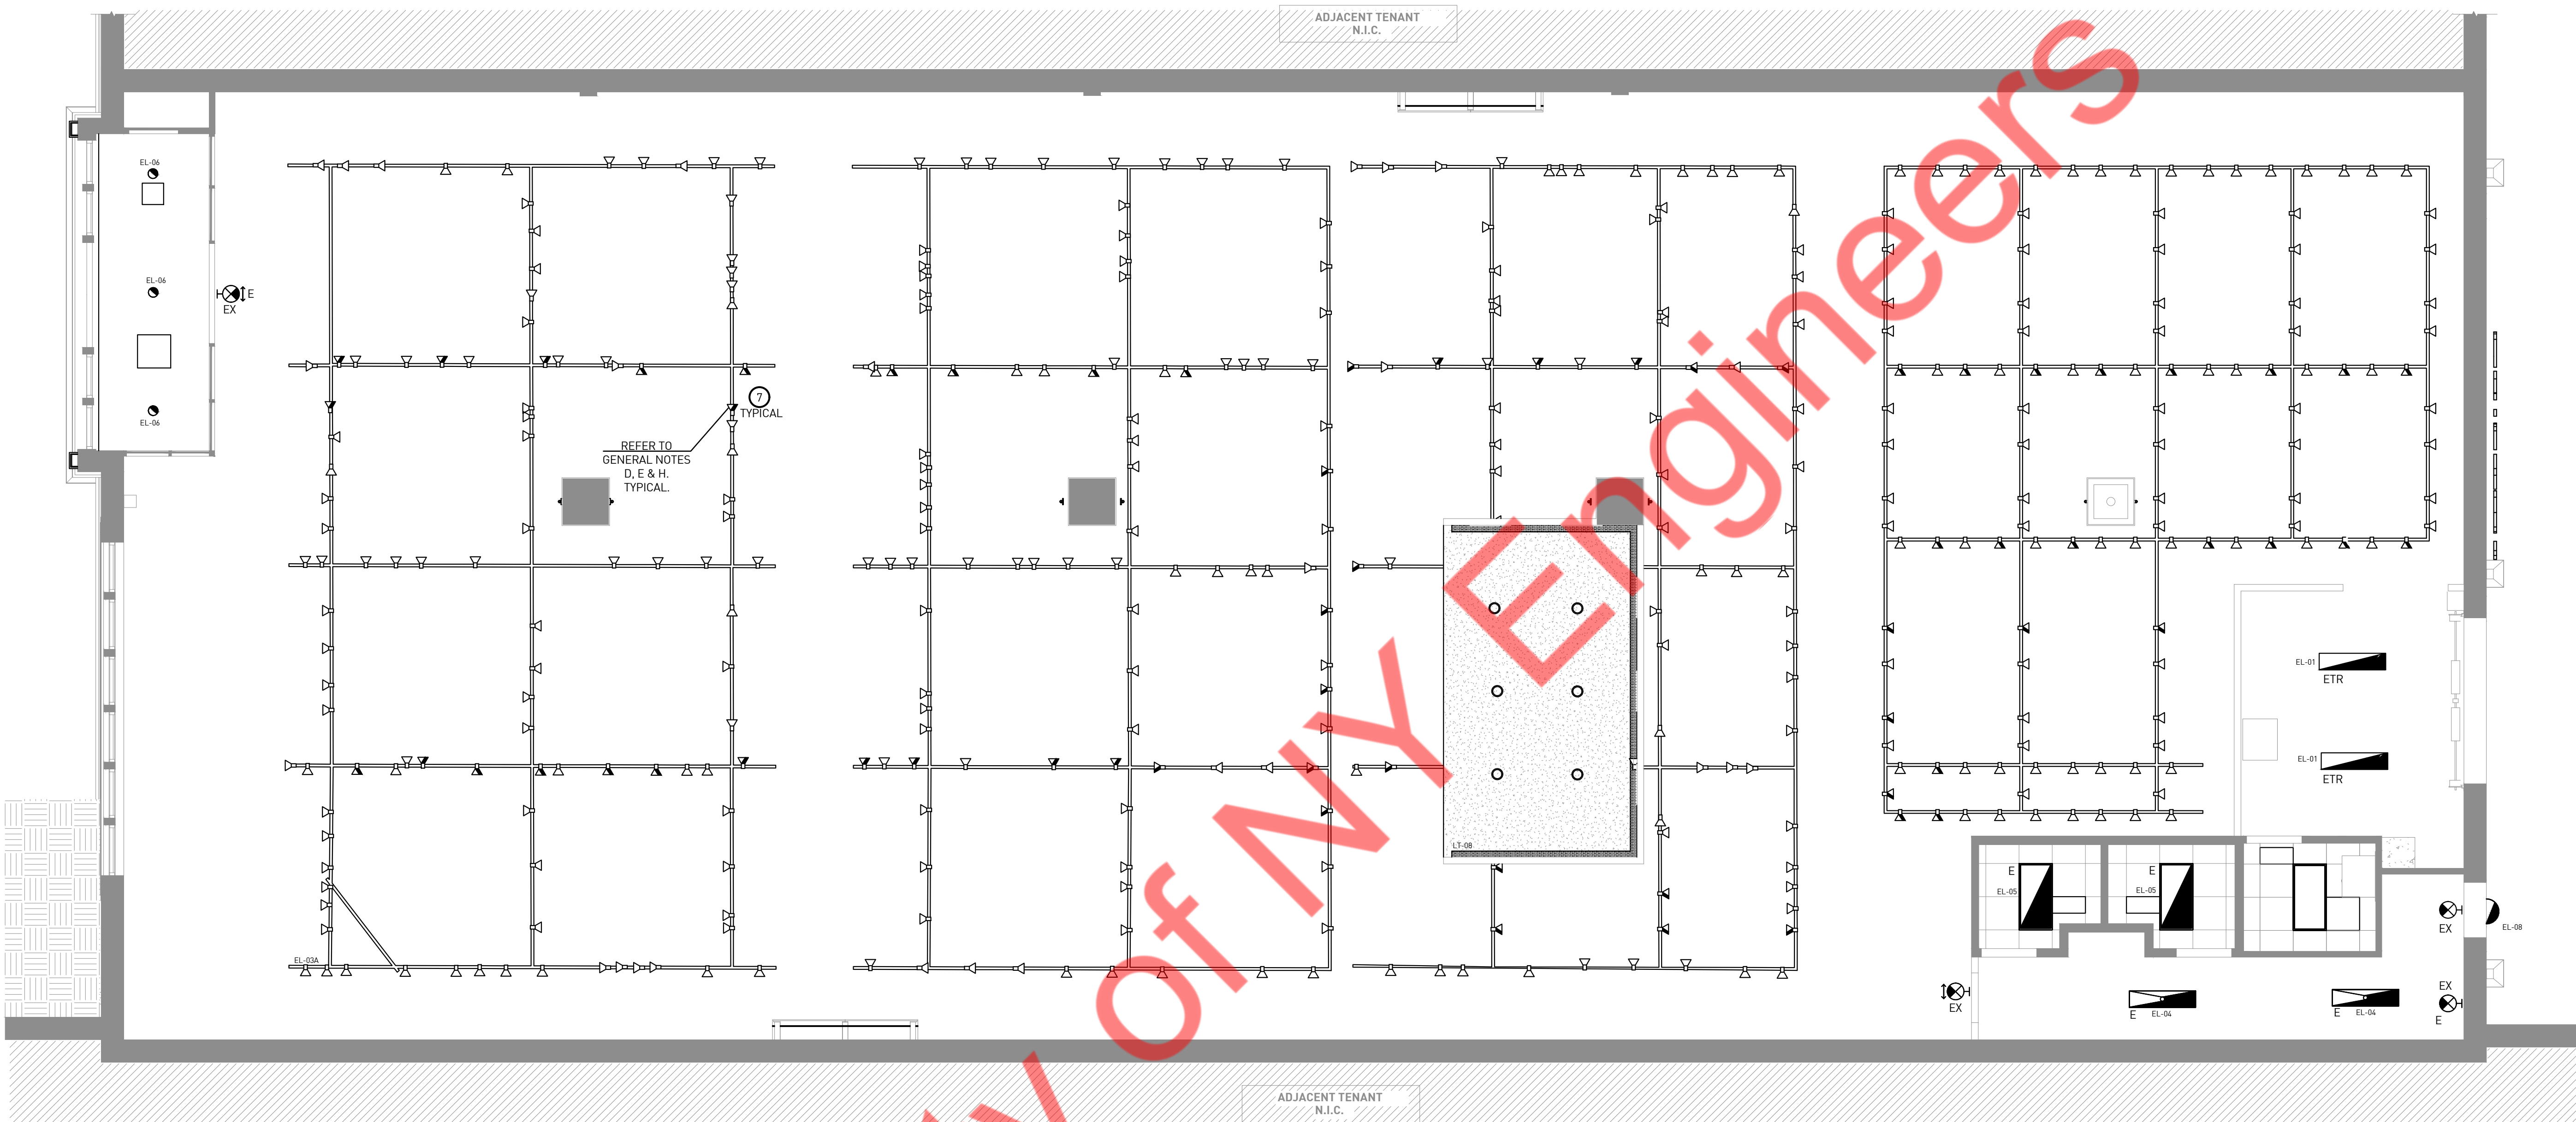 ADJACENT TENANT
N.I.C.
EL-06
EL-06
E
EX
EL-06
7
TYPICAL
REFER TO
GENERAL NOTES
D, E & H.
TYPICAL.
EL-01
ETR
EL-01
ETR
LT-08
E
EL-05
E
EL-05
EX
EL-08
EL-03A
EX
EX
E
EL-04
E
EL-04
E
ADJACENT TENANT
N.I.C.
y of NY Engineers